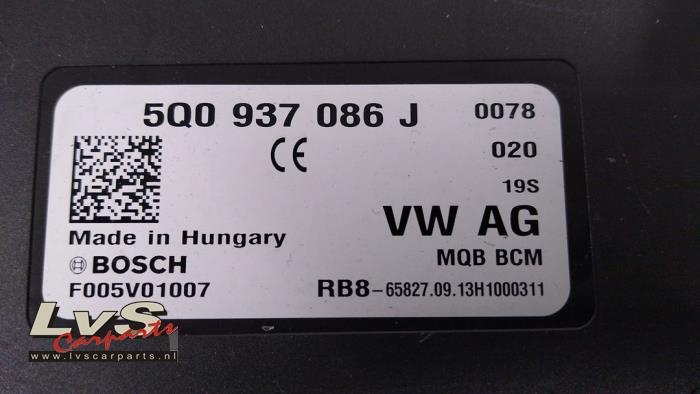 5Q0 937 086 J 0078
CE 020
19S
VW AG
Made in Hungary
BOSCH MQB BCM
F005V01007 RB8-65827.09.13H1000311
LvS
Carparts
www.lvscarparts.nl